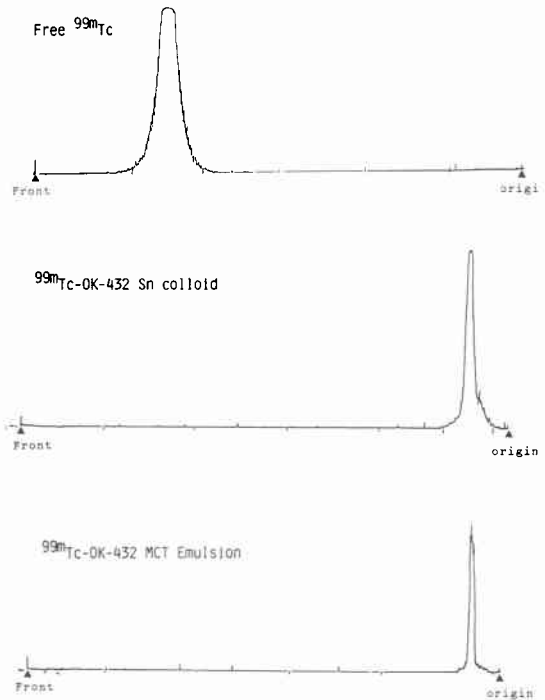 Free 99mTc
Front origi
99mTc-OK-432 Sn colloid
Front origin
99mTc-OK-432 MCT Emulsion
Front origin